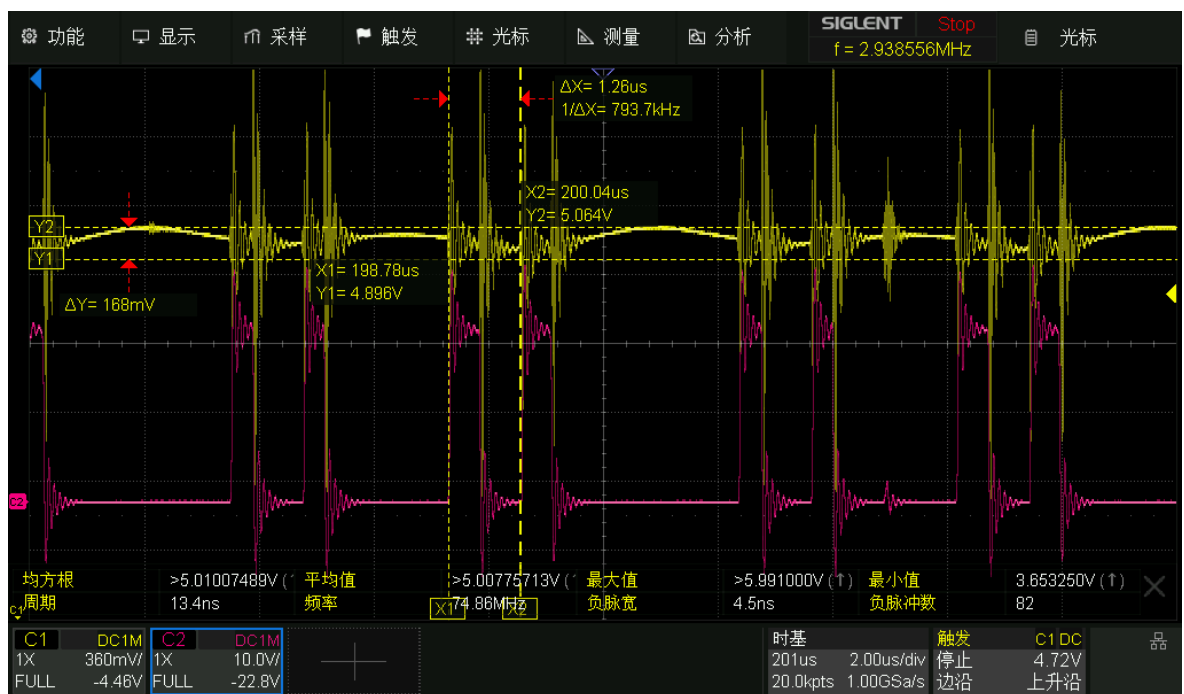 功能 显示 采样 触发 光标 测量 分析 SIGLENT Stop 光标
f = 2.938556MHz
ΔX= 1.26us
1/ΔX= 793.7kHz
X2= 200.04us
Y2= 5.064V
Y2
Y1
X1= 198.78us
Y1= 4.896V
ΔY= 168mV
C2
均方根 >5.01007489V (↑ 平均值 >5.00775713V (↑ 最大值 >5.991000V (↑) 最小值 3.653250V (↑)
C1 周期 13.4ns 频率 74.86MHz 负脉宽 4.5ns 负脉冲数 82
X1 X2
C1 DC1M C2 DC1M 时基 触发 C1 DC
1X 360mV/ 1X 10.0V/ 201us 2.00us/div 停止 4.72V
FULL -4.46V FULL -22.8V 20.0kpts 1.00GSa/s 边沿 上升沿